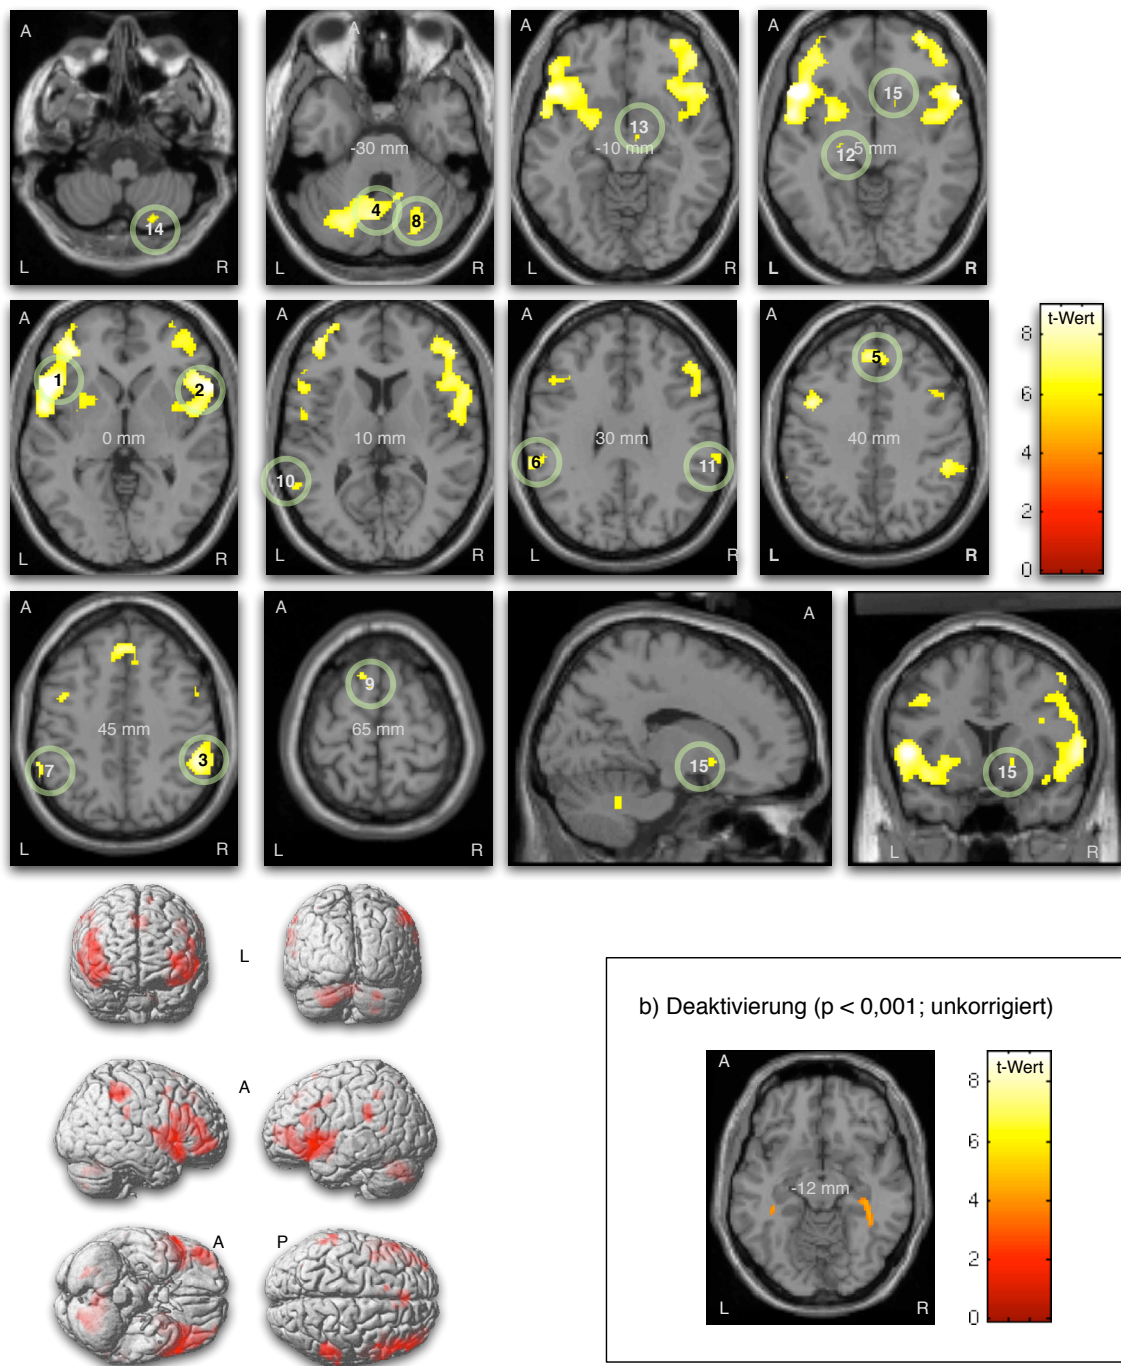 A
A
A
A
-30 mm
13
-10 mm
15
12
-5 mm
14
4
8
L
R
L
R
L
R
L
R
A
A
A
A
t-Wert
8
6
4
2
0
1
2
0 mm
10 mm
10
30 mm
6
11
5
40 mm
L
R
L
R
L
R
L
R
A
A
A
45 mm
7
3
9
65 mm
15
15
L
R
L
R
L
R
L
A
A
P
b) Deaktivierung (p < 0,001; unkorrigiert)
A
-12 mm
L
R
t-Wert
8
6
4
2
0